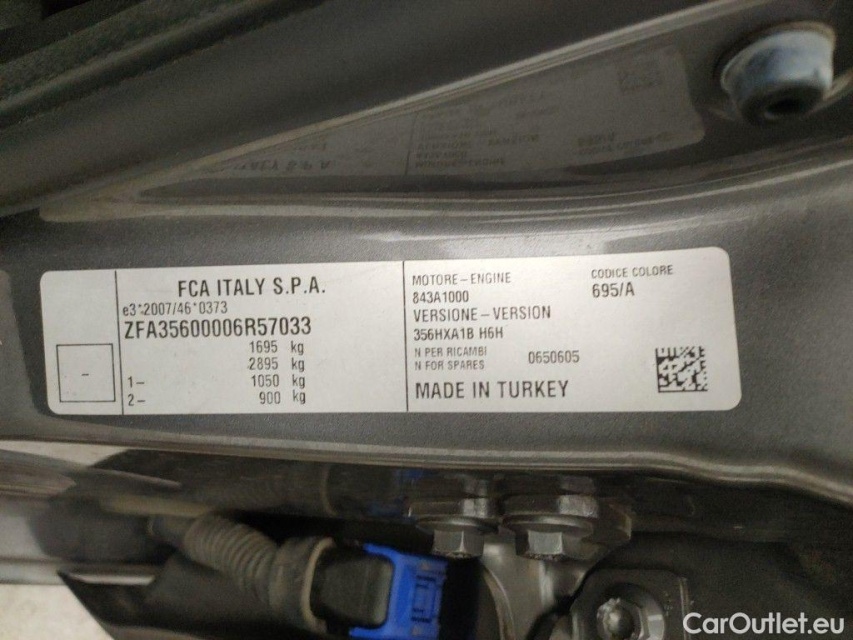 FCA ITALY S.P.A.
e3*2007/46*0373
ZFA35600006R57033
1695 kg
2895 kg
1- 1050 kg
2- 900 kg
-
MOTORE-ENGINE
843A1000
VERSIONE-VERSION
356HXA1B H6H
N PER RICAMBI
N FOR SPARES 0650605
MADE IN TURKEY
CODICE COLORE
695/A
CarOutlet.eu